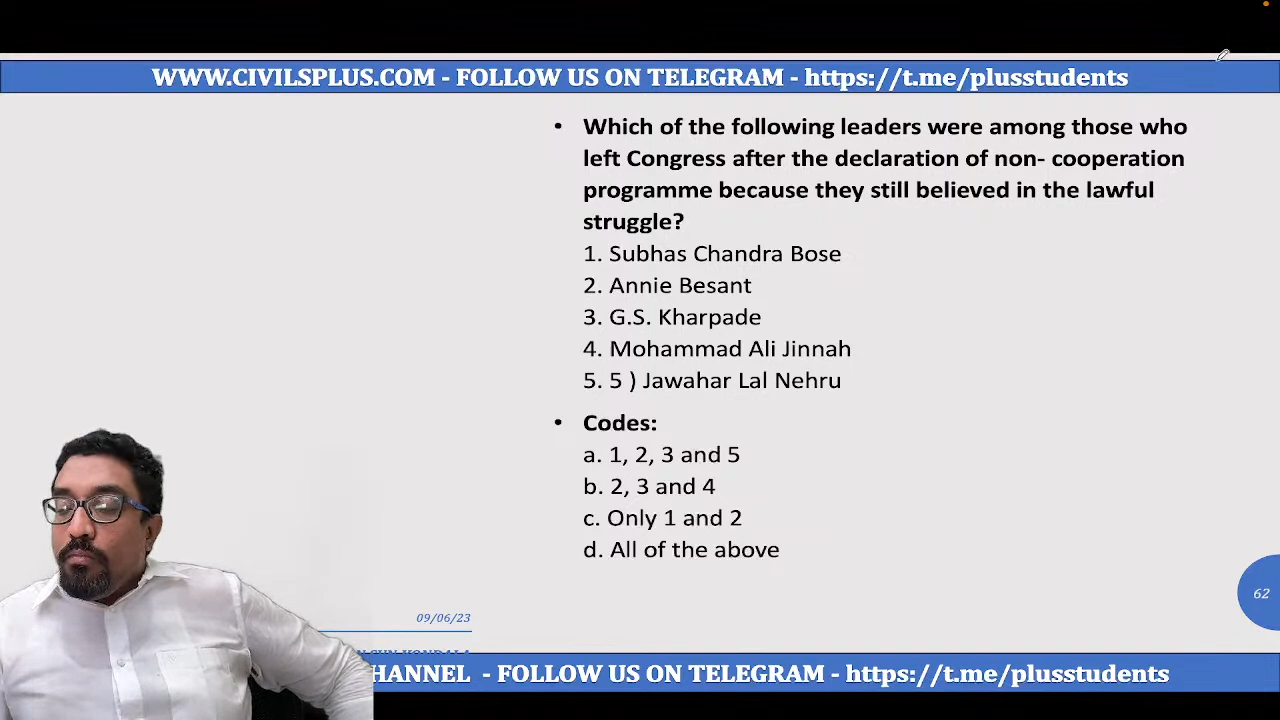 WWW.CIVILSPLUS.COM - FOLLOW US ON TELEGRAM - https://t.me/plusstudents
• Which of the following leaders were among those who
left Congress after the declaration of non- cooperation
programme because they still believed in the lawful
struggle?
1. Subhas Chandra Bose
2. Annie Besant
3. G.S. Kharpade
4. Mohammad Ali Jinnah
5. 5 ) Jawahar Lal Nehru
• Codes:
a. 1, 2, 3 and 5
b. 2, 3 and 4
c. Only 1 and 2
d. All of the above
62
09/06/23
HANNEL - FOLLOW US ON TELEGRAM - https://t.me/plusstudents